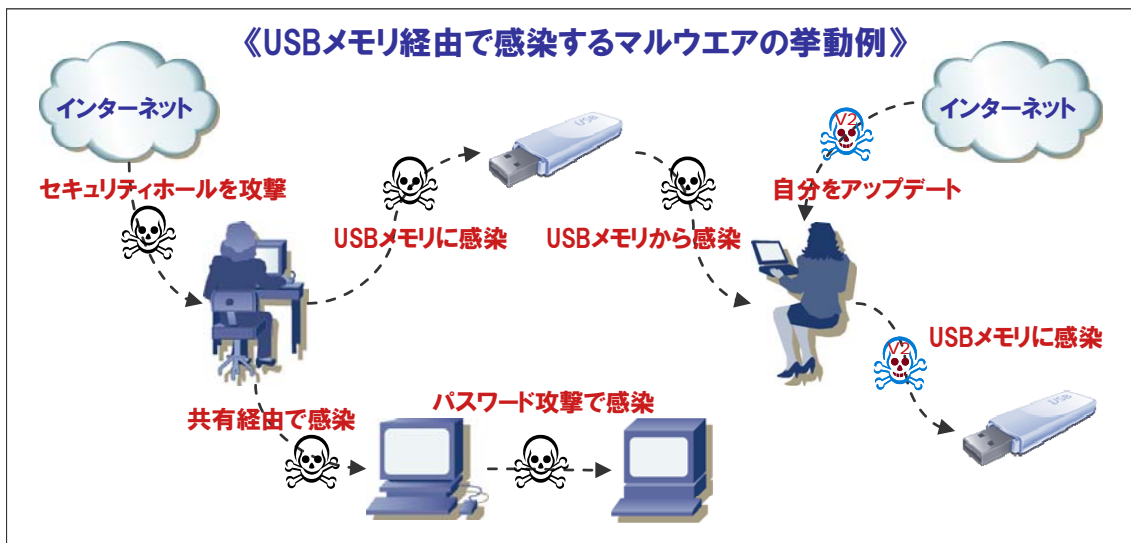 《USBメモリ経由で感染するマルウエアの挙動例》
インターネット
インターネット
V2
USB
セキュリティホールを攻撃
自分をアップデート
USBメモリに感染
USBメモリから感染
USBメモリに感染
V2
USB
共有経由で感染
パスワード攻撃で感染